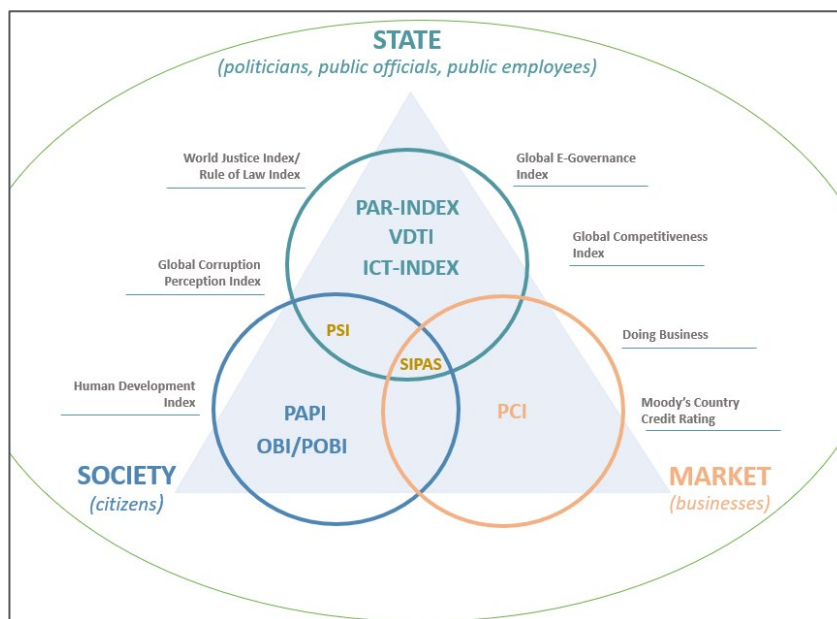 STATE
(politicians, public officials, public employees)
World Justice Index/
Rule of Law Index
Global E-Governance
Index
PAR-INDEX
VDTI
ICT-INDEX
Global Competitiveness
Index
Global Corruption
Perception Index
PSI
SIPAS
Doing Business
Human Development
Index
PAPI
OBI/POBI
PCI
Moody's Country
Credit Rating
SOCIETY
(citizens)
MARKET
(businesses)